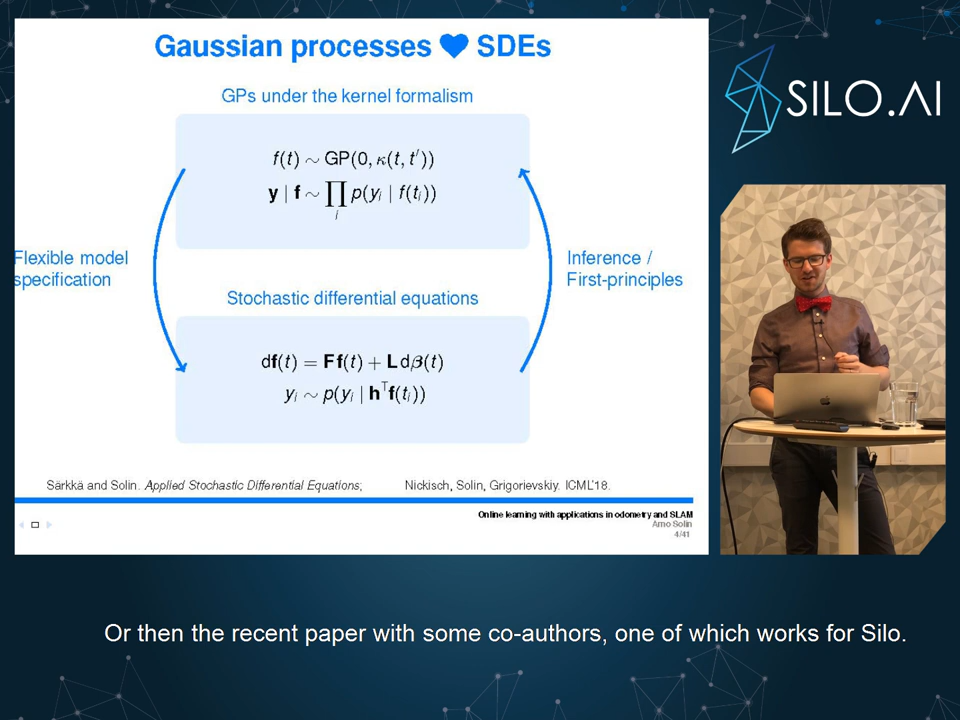 Gaussian processes ♥ SDEs
GPs under the kernel formalism
f(t) ∼ GP(0, κ(t, t′))
y | f ∼ ∏ᵢ p(yᵢ | f(tᵢ))
Flexible model
specification
Inference /
First-principles
Stochastic differential equations
df(t) = F f(t) + L dβ(t)
yᵢ ∼ p(yᵢ | hᵀf(tᵢ))
Särkkä and Solin. Applied Stochastic Differential Equations; Nickisch, Solin, Grigorievskiy. ICML'18.
Online learning with applications in odometry and SLAM
Arno Solin
4/41
SILO.AI
Or then the recent paper with some co-authors, one of which works for Silo.